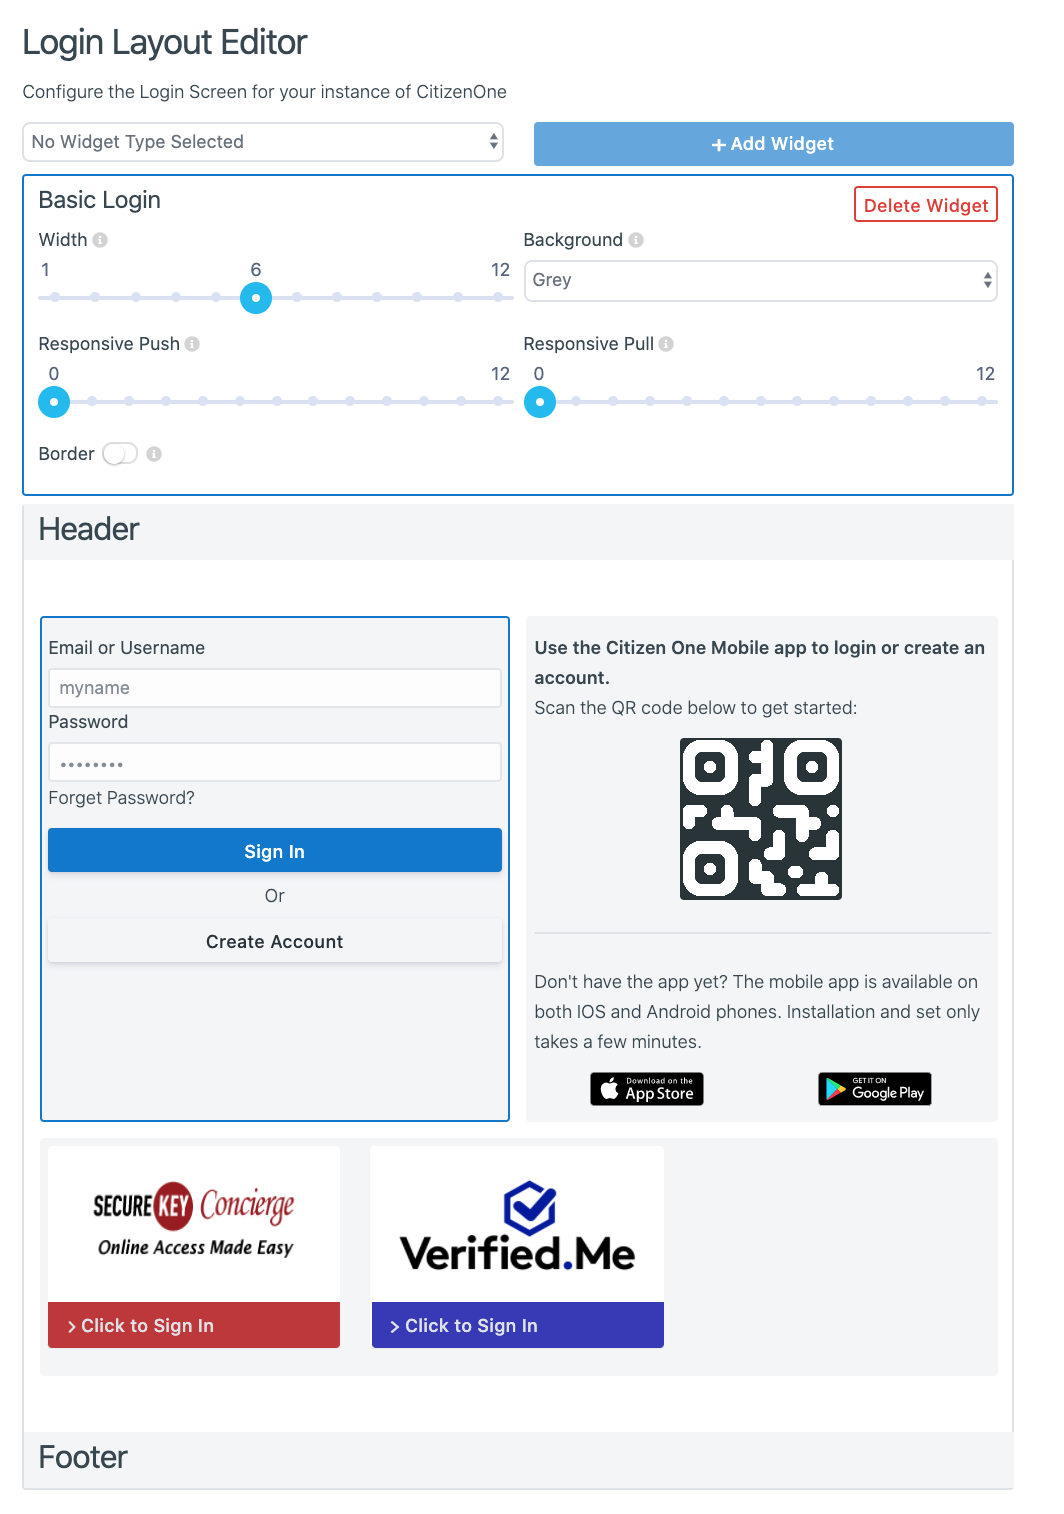 Login Layout Editor
Configure the Login Screen for your instance of CitizenOne
No Widget Type Selected
+ Add Widget
Basic Login
Delete Widget
Width
Background
1 6 12
Grey
Responsive Push
Responsive Pull
0 12
0 12
Border
Header
Email or Username
myname
Password
••••••••
Forget Password?
Sign In
Or
Create Account
Use the Citizen One Mobile app to login or create an
account.
Scan the QR code below to get started:
Don't have the app yet? The mobile app is available on
both IOS and Android phones. Installation and set only
takes a few minutes.
Download on the
App Store
GET IT ON
Google Play
SECUREKEY Concierge
Online Access Made Easy
> Click to Sign In
Verified.Me
> Click to Sign In
Footer